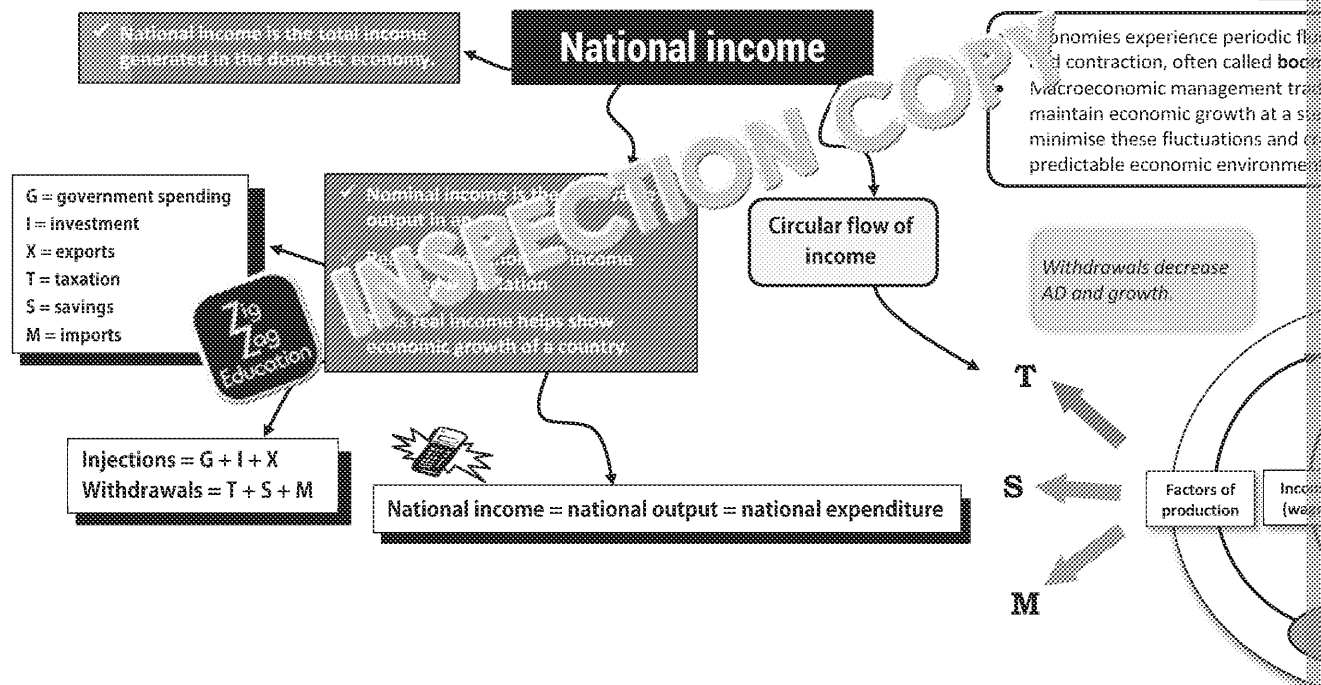 National income
✓ National income is the total income
generated in the domestic economy.
onomies experience periodic fl
d contraction, often called boo
Macroeconomic management tra
maintain economic growth at a s
minimise these fluctuations and
predictable economic environme
G = government spending
I = investment
X = exports
T = taxation
S = savings
M = imports
✓ Nominal income is the
output in
income
real income helps show
economic growth of a country
Circular flow of
income
Withdrawals decrease
AD and growth.
Zig
Zag
Education
INSPECTION COPY
Injections = G + I + X
Withdrawals = T + S + M
National income = national output = national expenditure
T
S
M
Factors of
production
Inco
(wa